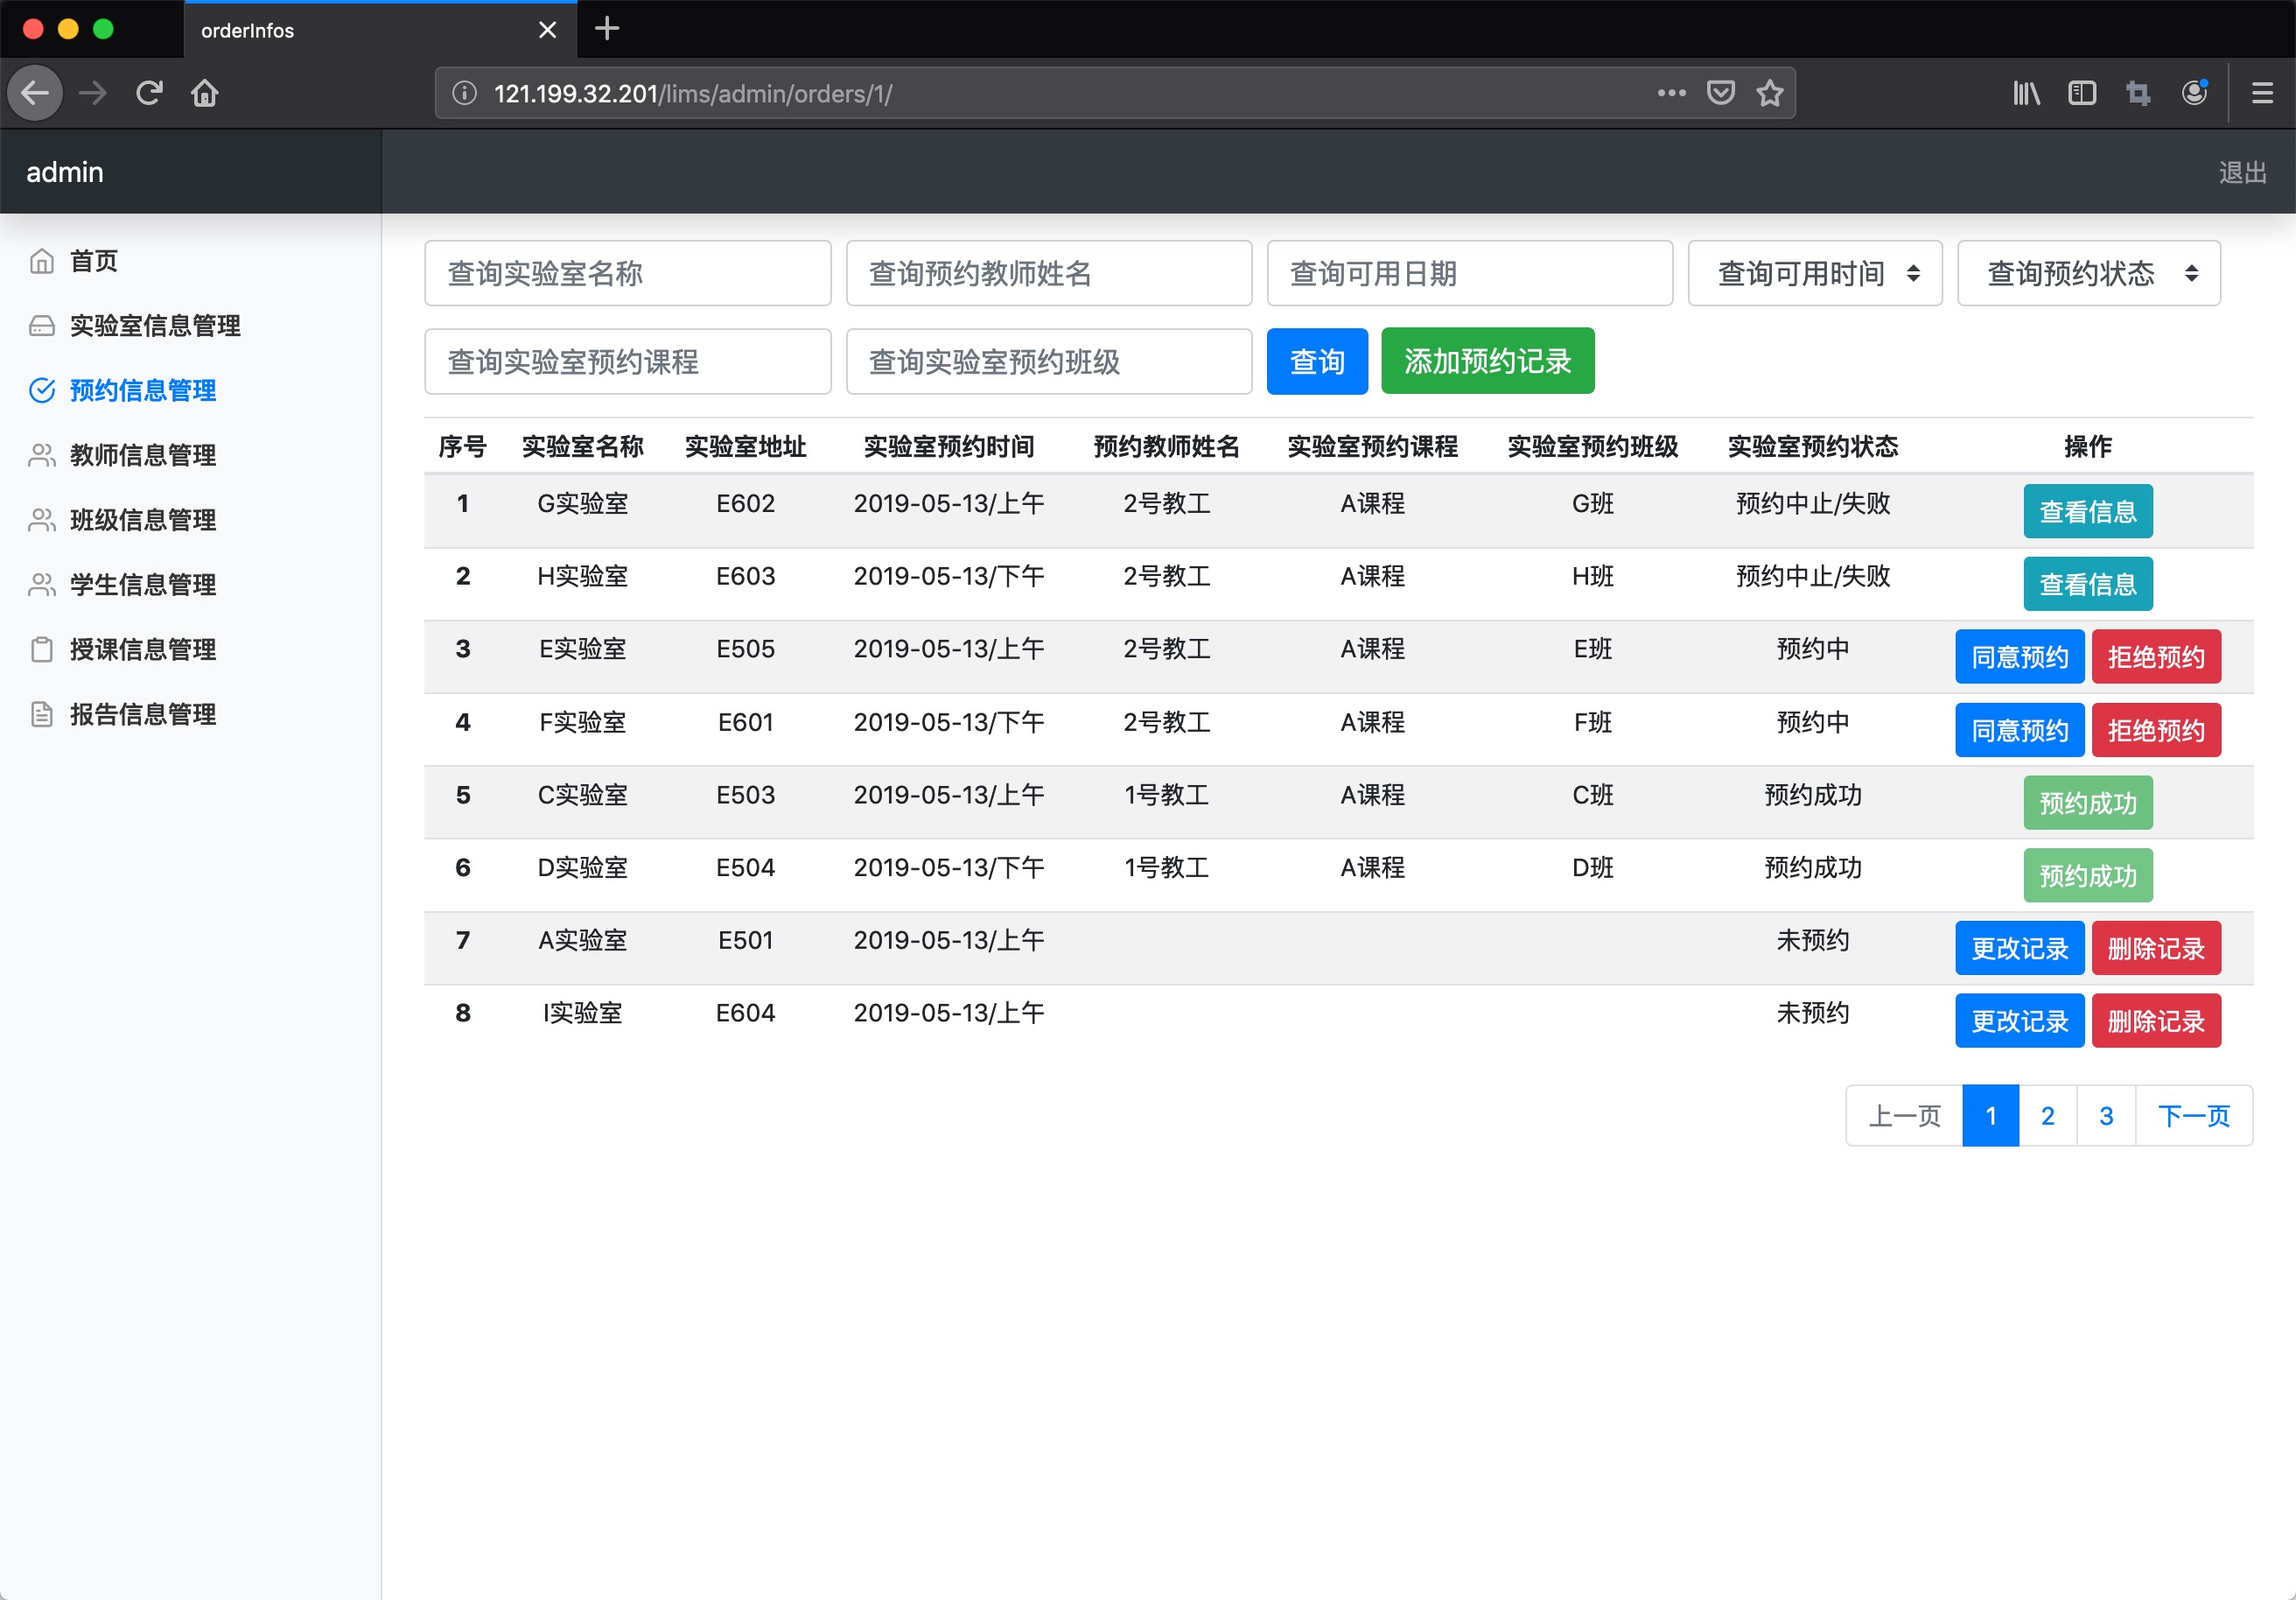 orderInfos
121.199.32.201/lims/admin/orders/1/
admin
退出
首页
实验室信息管理
预约信息管理
教师信息管理
班级信息管理
学生信息管理
授课信息管理
报告信息管理
查询实验室名称 查询预约教师姓名 查询可用日期 查询可用时间 查询预约状态
查询实验室预约课程 查询实验室预约班级 查询 添加预约记录
序号 实验室名称 实验室地址 实验室预约时间 预约教师姓名 实验室预约课程 实验室预约班级 实验室预约状态 操作
1 G实验室 E602 2019-05-13/上午 2号教工 A课程 G班 预约中止/失败 查看信息
2 H实验室 E603 2019-05-13/下午 2号教工 A课程 H班 预约中止/失败 查看信息
3 E实验室 E505 2019-05-13/上午 2号教工 A课程 E班 预约中 同意预约 拒绝预约
4 F实验室 E601 2019-05-13/下午 2号教工 A课程 F班 预约中 同意预约 拒绝预约
5 C实验室 E503 2019-05-13/上午 1号教工 A课程 C班 预约成功 预约成功
6 D实验室 E504 2019-05-13/下午 1号教工 A课程 D班 预约成功 预约成功
7 A实验室 E501 2019-05-13/上午 未预约 更改记录 删除记录
8 I实验室 E604 2019-05-13/上午 未预约 更改记录 删除记录
上一页 1 2 3 下一页